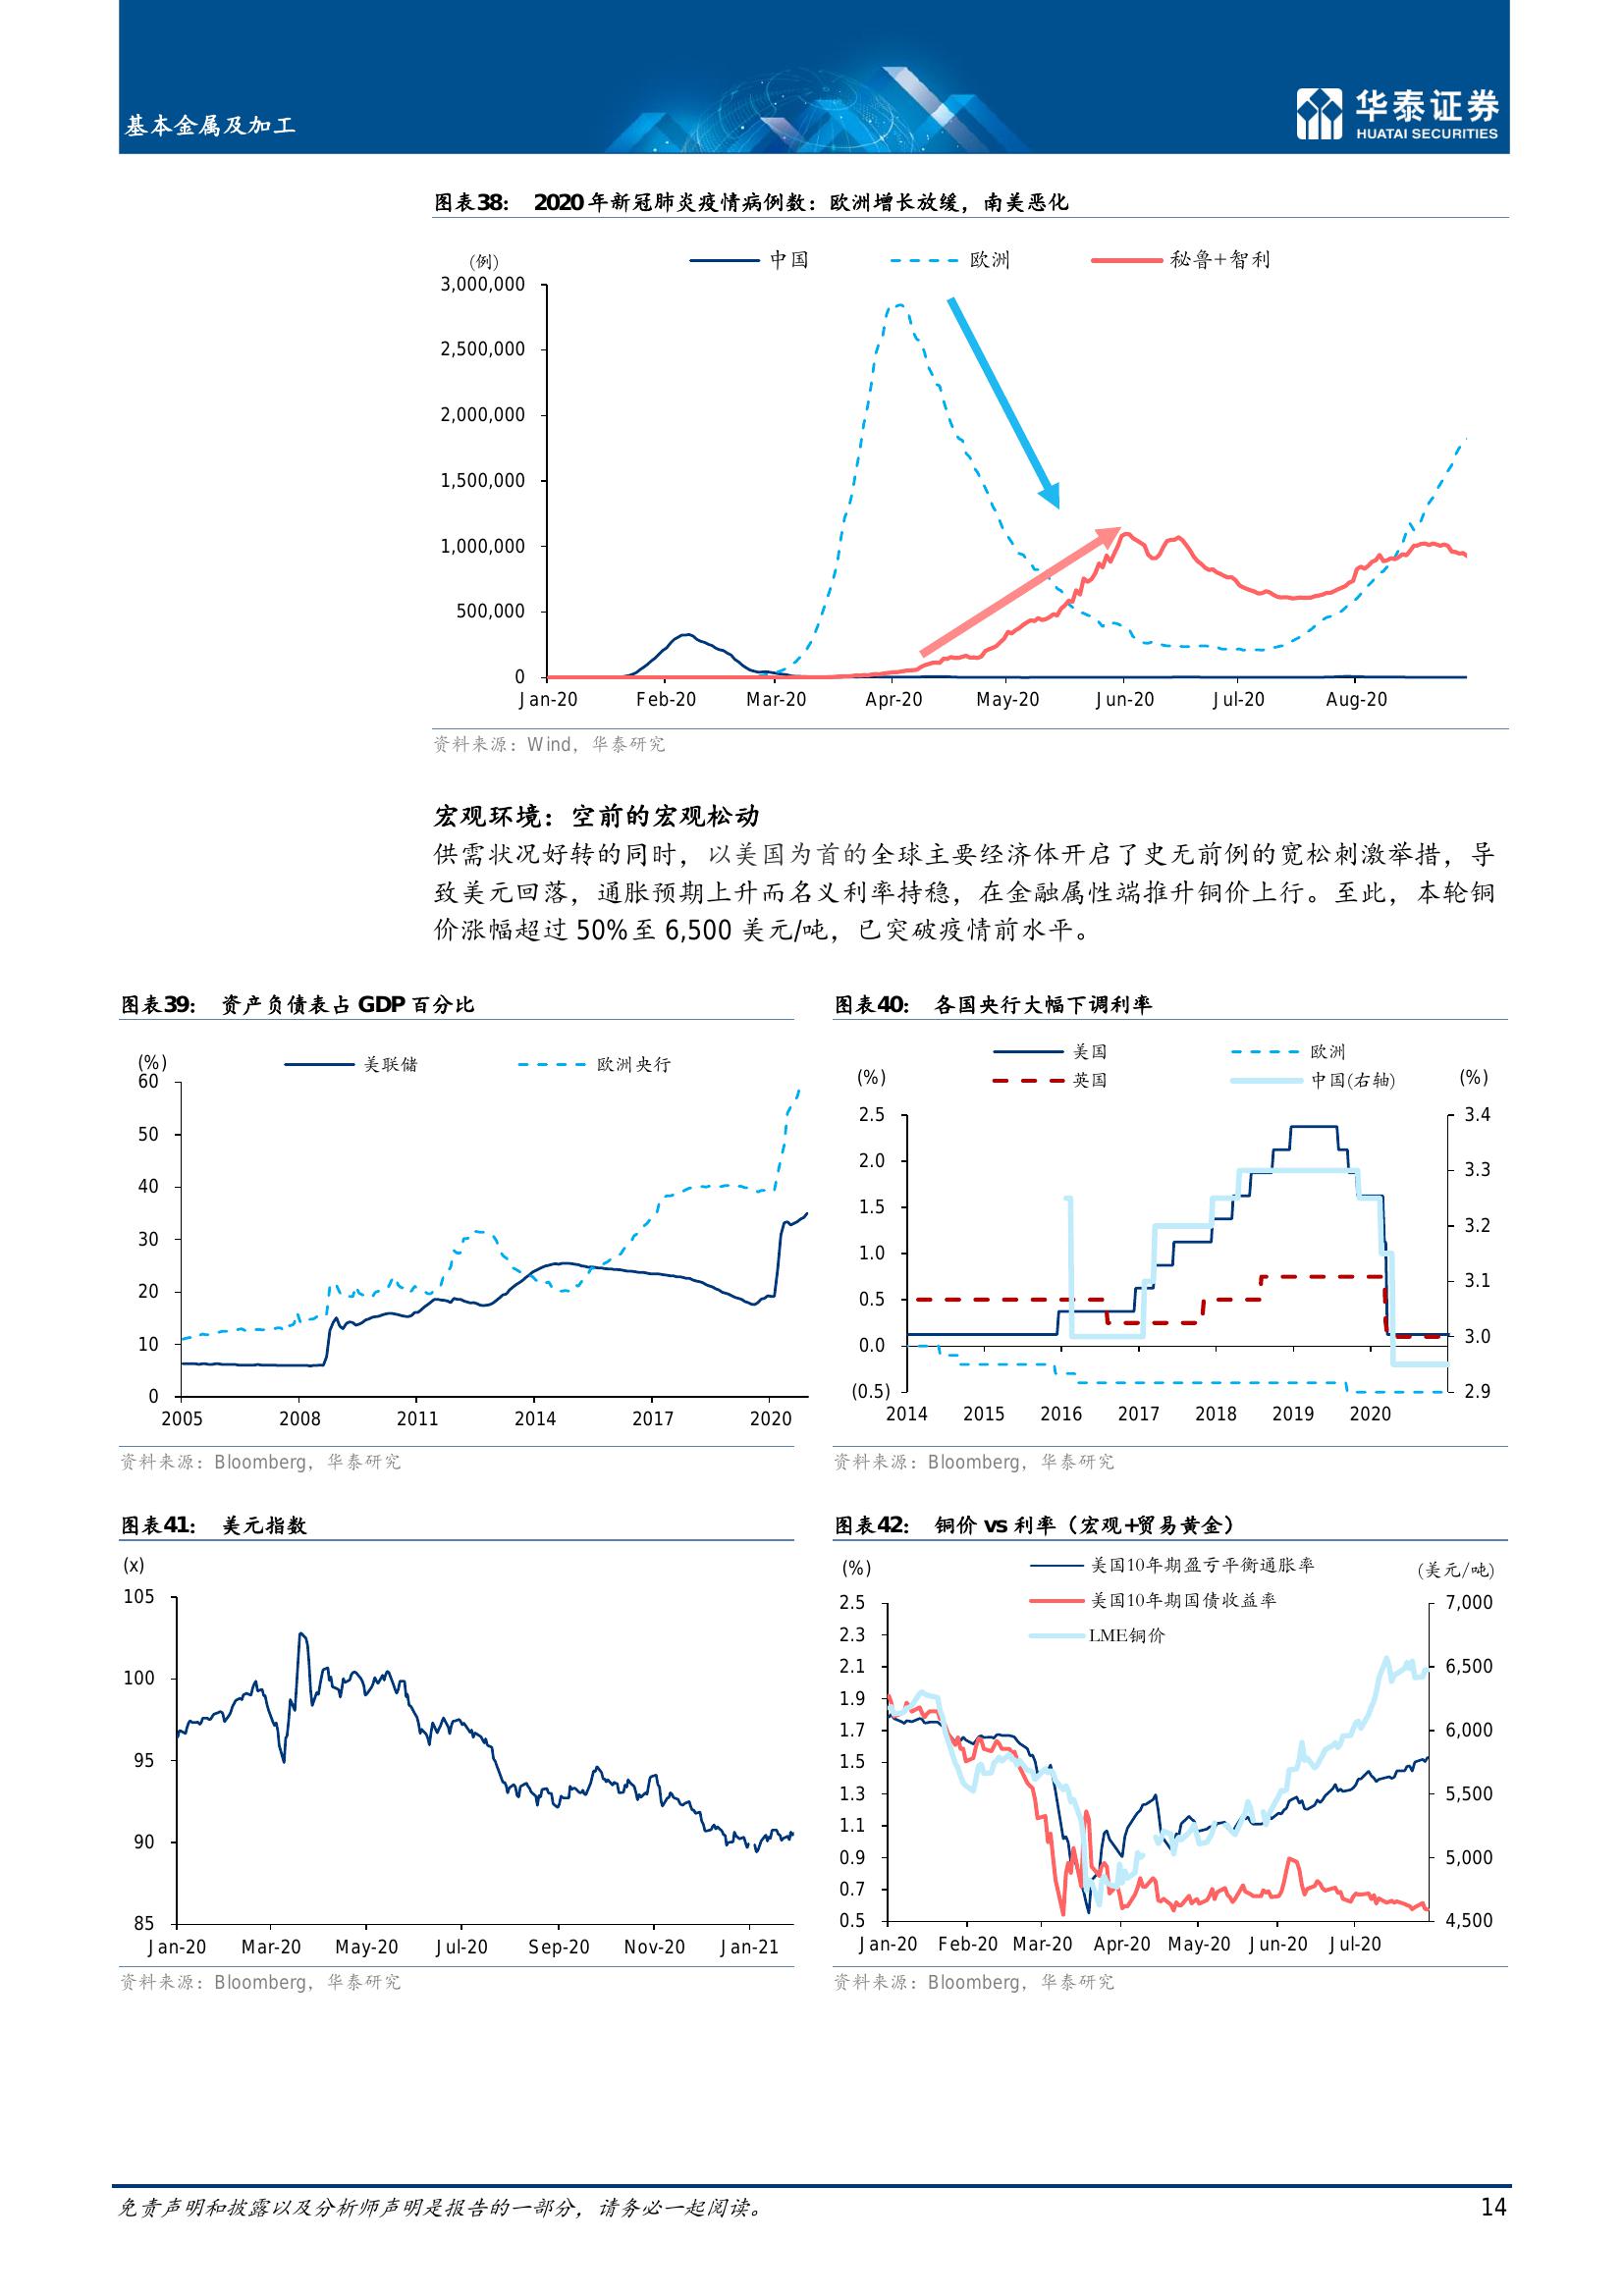 基本金属及加工
华泰证券
HUATAI SECURITIES
图表38： 2020年新冠肺炎疫情病例数：欧洲增长放缓，南美恶化
(例)
中国 欧洲 秘鲁+智利
3,000,000
2,500,000
2,000,000
1,500,000
1,000,000
500,000
0
Jan-20 Feb-20 Mar-20 Apr-20 May-20 Jun-20 Jul-20 Aug-20
资料来源：Wind，华泰研究
宏观环境：空前的宏观松动
供需状况好转的同时，以美国为首的全球主要经济体开启了史无前例的宽松刺激举措，导
致美元回落，通胀预期上升而名义利率持稳，在金融属性端推升铜价上行。至此，本轮铜
价涨幅超过 50%至 6,500 美元/吨，已突破疫情前水平。
图表39： 资产负债表占 GDP 百分比
(%)
美联储 欧洲央行
60
50
40
30
20
10
0
2005 2008 2011 2014 2017 2020
资料来源：Bloomberg，华泰研究
图表40： 各国央行大幅下调利率
美国 欧洲
(%) 英国 中国(右轴) (%)
2.5 3.4
2.0 3.3
1.5
1.0 3.2
0.5 3.1
0.0 3.0
(0.5) 2.9
2014 2015 2016 2017 2018 2019 2020
资料来源：Bloomberg，华泰研究
图表41： 美元指数
(x)
105
100
95
90
85
Jan-20 Mar-20 May-20 Jul-20 Sep-20 Nov-20 Jan-21
资料来源：Bloomberg，华泰研究
图表42： 铜价 vs 利率（宏观+贸易黄金）
(%) 美国10年期盈亏平衡通胀率 (美元/吨)
美国10年期国债收益率
LME铜价
2.5 7,000
2.3
2.1 6,500
1.9
1.7 6,000
1.5
1.3 5,500
1.1
0.9 5,000
0.7
0.5 4,500
Jan-20 Feb-20 Mar-20 Apr-20 May-20 Jun-20 Jul-20
资料来源：Bloomberg，华泰研究
免责声明和披露以及分析师声明是报告的一部分，请务必一起阅读。 14